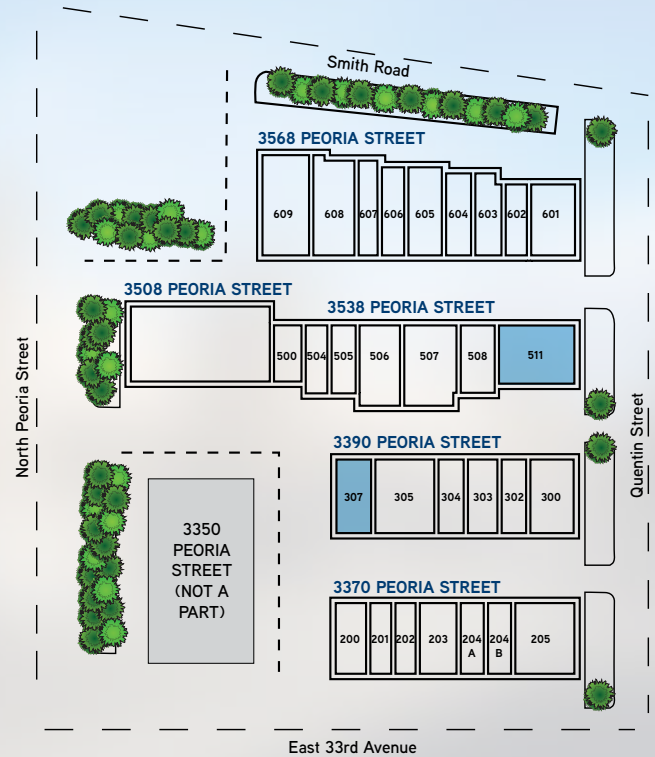 Smith Road
3568 PEORIA STREET
609
608
607
606
605
604
603
602
601
3508 PEORIA STREET
3538 PEORIA STREET
500
504
505
506
507
508
511
North Peoria Street
Quentin Street
3390 PEORIA STREET
307
305
304
303
302
300
3350
PEORIA
STREET
(NOT A
PART)
3370 PEORIA STREET
200
201
202
203
204
A
204
B
205
East 33rd Avenue